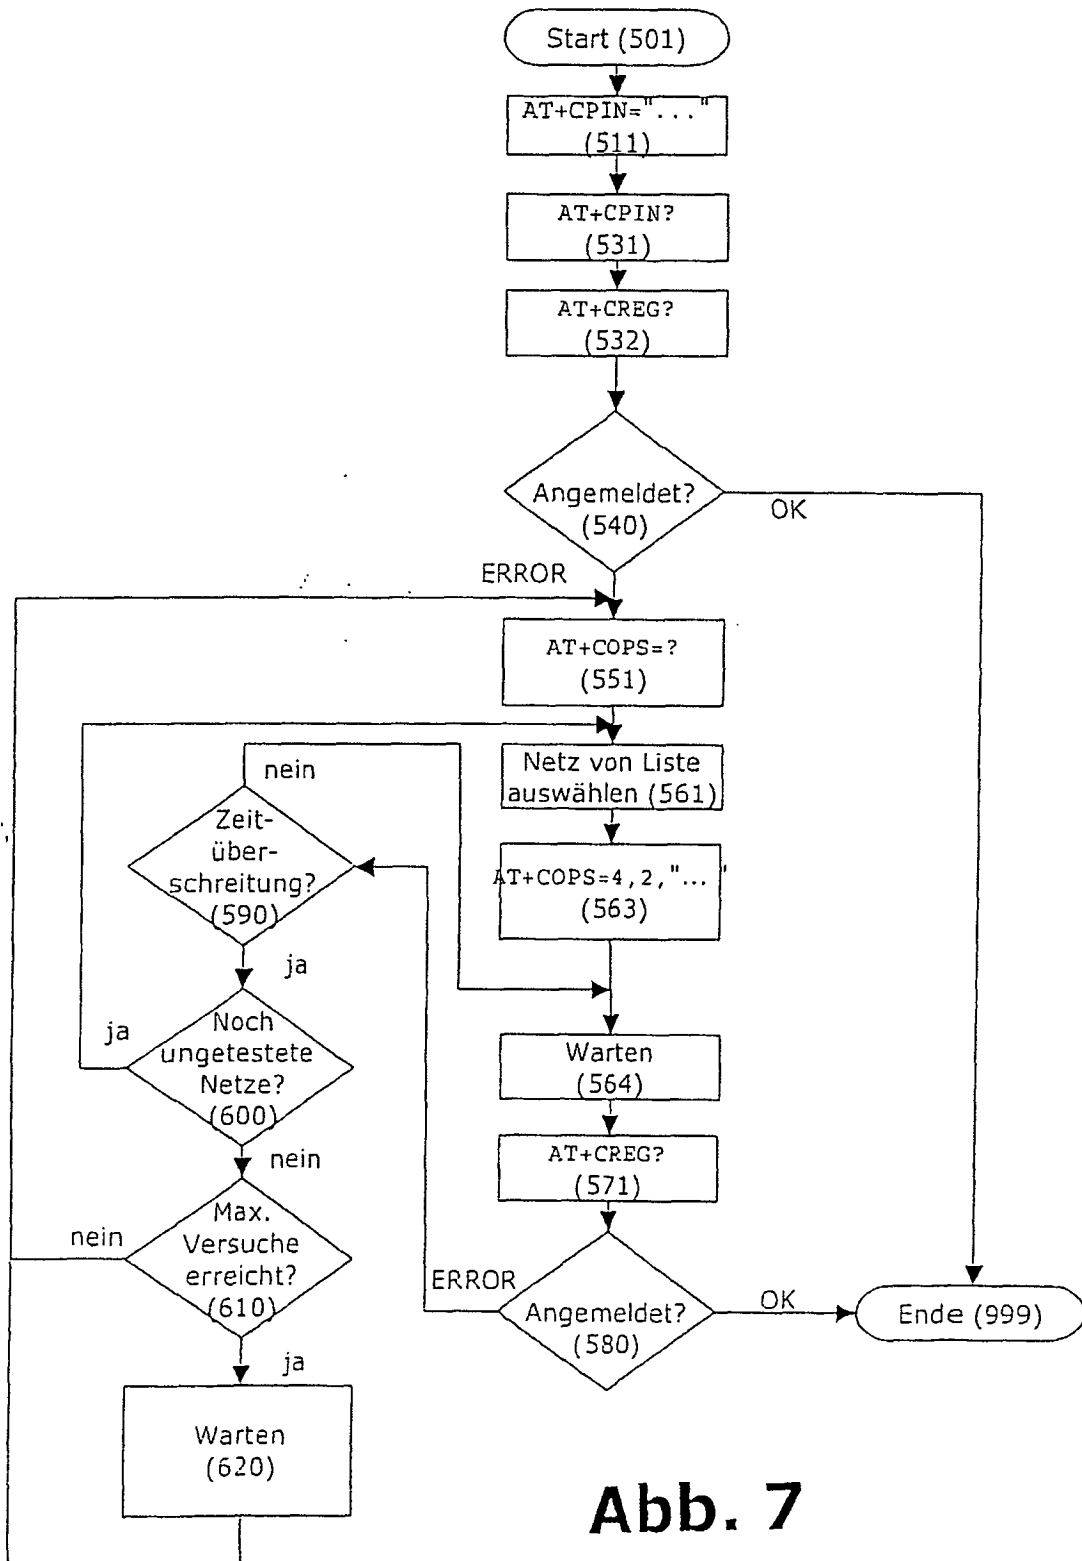 Start (501)
AT+CPIN="..."
(511)
AT+CPIN?
(531)
AT+CREG?
(532)
Angemeldet?
(540)
OK
ERROR
AT+COPS=?
(551)
Netz von Liste
auswählen (561)
AT+COPS=4,2,"..."
(563)
nein
Zeit-
über-
schreitung?
(590)
ja
ja
Noch
ungetestete
Netze?
(600)
nein
Warten
(564)
AT+CREG?
(571)
nein
Max.
Versuche
erreicht?
(610)
ja
ERROR
Angemeldet?
(580)
OK
Ende (999)
Warten
(620)
Abb. 7